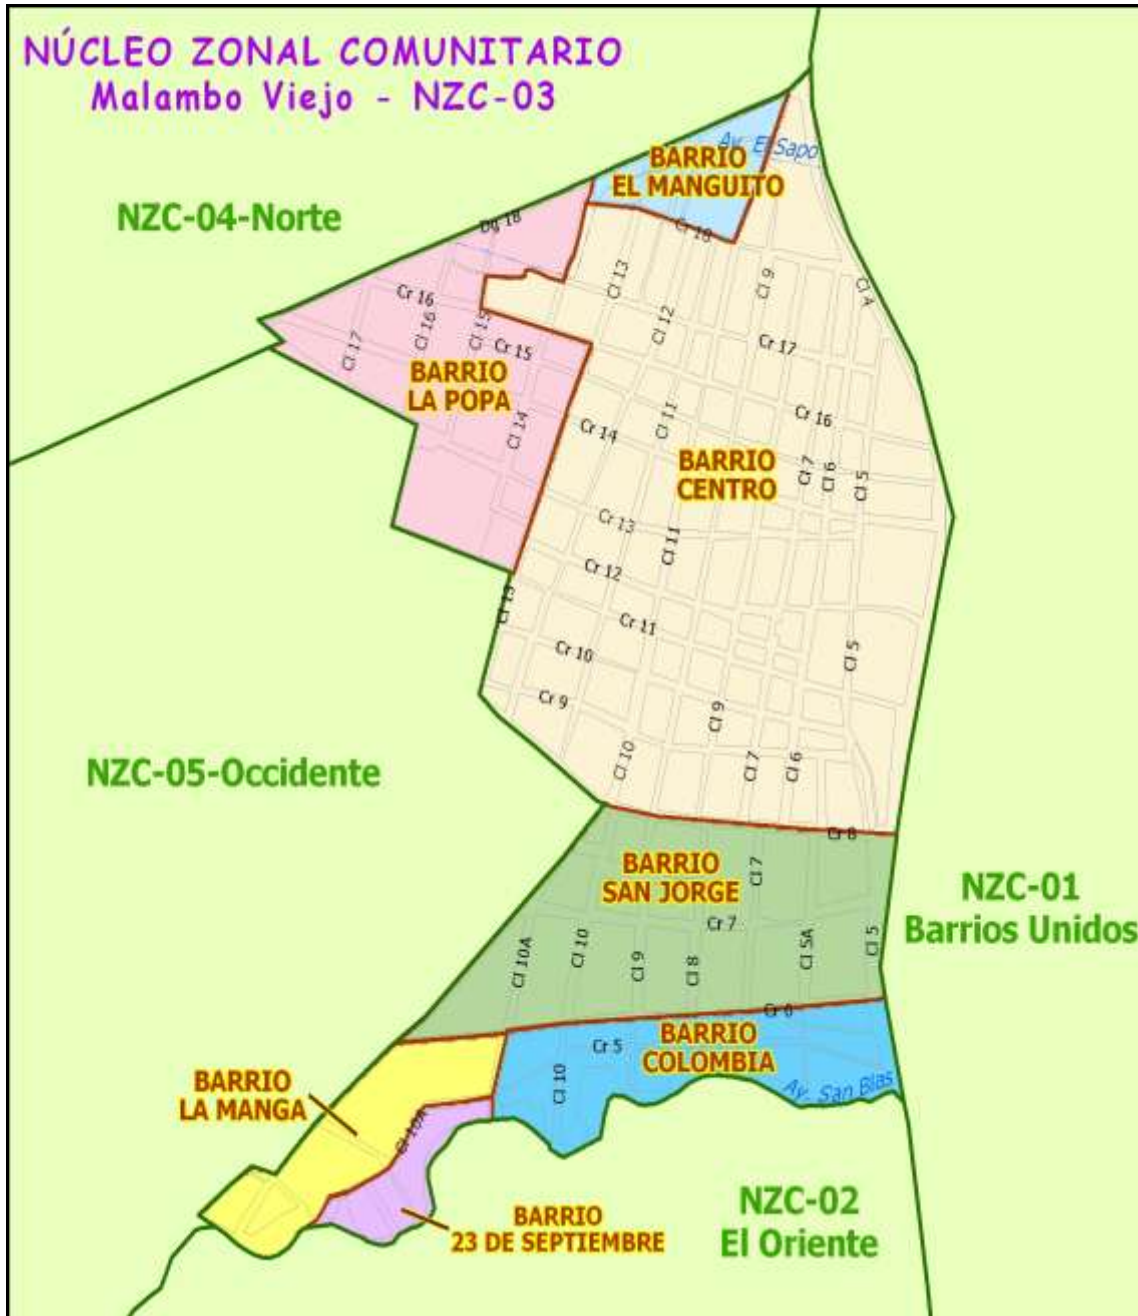 NÚCLEO ZONAL COMUNITARIO
Malambo Viejo - NZC-03
Av. El Sapo
BARRIO
EL MANGUITO
NZC-04-Norte
Dg 18
Cr 18
Cl 13
Cl 9
Cl 4
Cr 16
Cl 16
Cl 15
Cl 12
Cl 17
Cr 15
Cr 17
BARRIO
LA POPA
Cl 14
Cr 14
Cl 11
Cr 16
BARRIO
CENTRO
Cl 7
Cl 6
Cl 5
Cr 13
Cl 11
Cr 12
Cl 13
Cr 11
Cr 10
Cl 5
Cr 9
Cl 9
Cl 10
Cl 7
Cl 6
NZC-05-Occidente
Cr 8
BARRIO
SAN JORGE
Cl 7
NZC-01
Barrios Unidos
Cr 7
Cl 10A
Cl 10
Cl 9
Cl 8
Cl 5A
Cl 5
Cr 6
BARRIO
COLOMBIA
Cr 5
Cl 10
Av. San Blas
BARRIO
LA MANGA
Cl 10A
NZC-02
El Oriente
BARRIO
23 DE SEPTIEMBRE